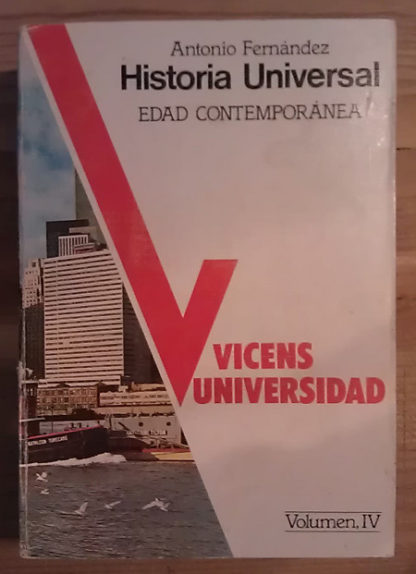 Antonio Fernández
Historia Universal
EDAD CONTEMPORÁNEA
VICENS
UNIVERSIDAD
Volumen, IV